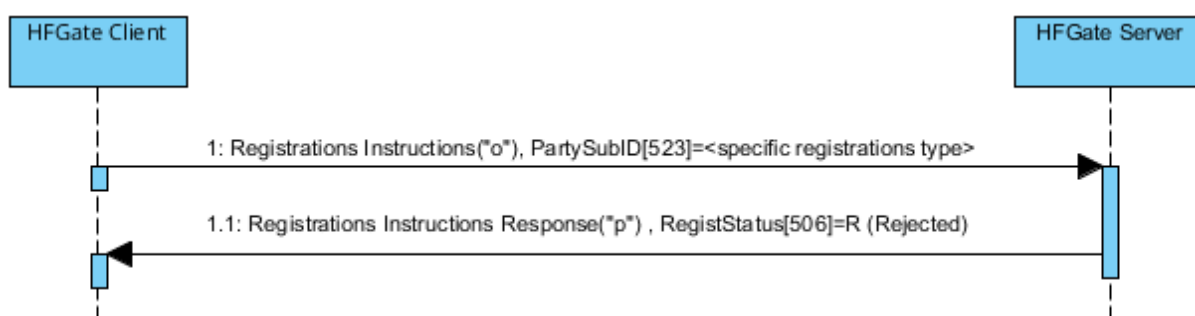 HFGate Client
HFGate Server
1: Registrations Instructions("o"), PartySubID[523]=<specific registrations type>
1.1: Registrations Instructions Response("p") , RegistStatus[506]=R (Rejected)